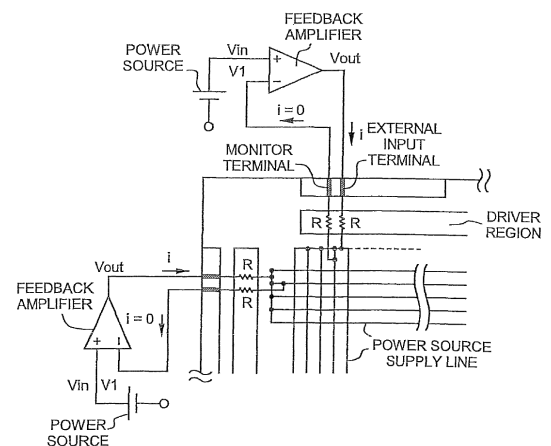 FEEDBACK
AMPLIFIER
POWER
SOURCE
Vin
Vout
V1
+
−
i=0
i
EXTERNAL
INPUT
TERMINAL
MONITOR
TERMINAL
R
R
DRIVER
REGION
Vout
i
R
FEEDBACK
AMPLIFIER
i=0
R
+
−
POWER SOURCE
SUPPLY LINE
Vin
V1
POWER
SOURCE